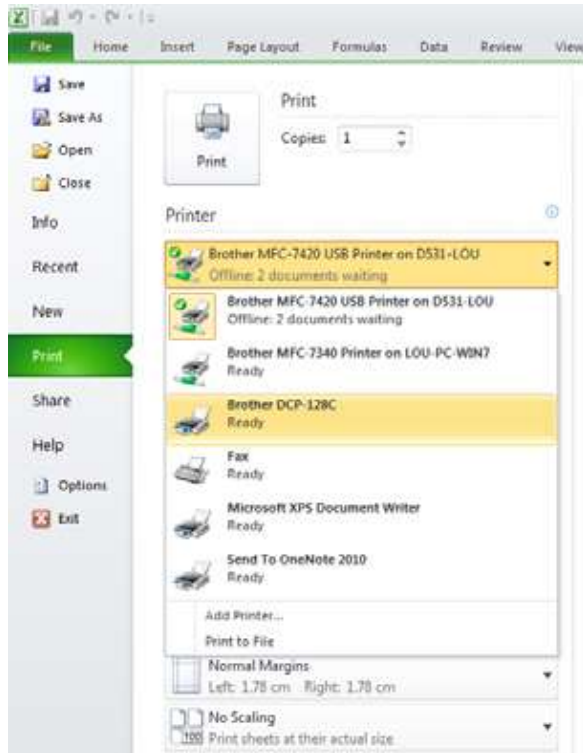 File Home Insert Page Layout Formulas Data Review View
Save
Save As
Open
Close
Info
Recent
New
Print
Share
Help
Options
Exit
Print
Print
Copies: 1
Printer
Brother MFC-7420 USB Printer on D531-LOU
Offline: 2 documents waiting
Brother MFC-7420 USB Printer on D531-LOU
Offline: 2 documents waiting
Brother MFC-7340 Printer on LOU-PC-WIN7
Ready
Brother DCP-128C
Ready
Fax
Ready
Microsoft XPS Document Writer
Ready
Send To OneNote 2010
Ready
Add Printer...
Print to File
Normal Margins
Left: 1.78 cm Right: 1.78 cm
No Scaling
100 Print sheets at their actual size